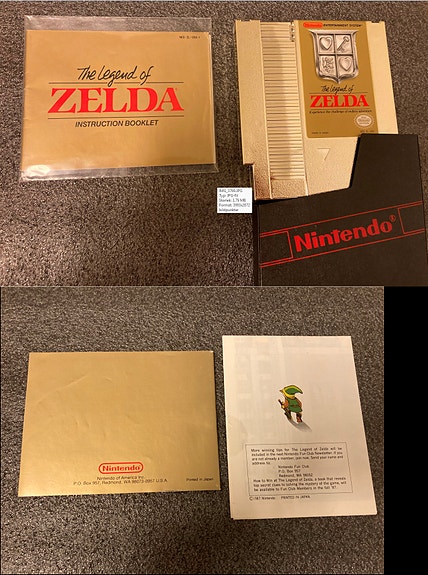 The Legend of
ZELDA
INSTRUCTION BOOKLET
Nintendo ENTERTAINMENT SYSTEM
The Legend of
ZELDA
Nintendo®
Nintendo
Nintendo of America Inc.
P.O. Box 957, Redmond, WA 98073-0957 U.S.A.
Printed in Japan
More winning tips for The Legend of Zelda will be
included in the next Nintendo Fun Club Newsletter. If you
are not already a member, join now. Send your name and
address to:
Nintendo Fun Club
P.O. Box 957
Redmond, WA 98052
How to Win at The Legend of Zelda, a book that reveals
the secret clues to solving the mystery of the game, will
be available to Fun Club Members in the fall '87.
©1987 Nintendo PRINTED IN JAPAN